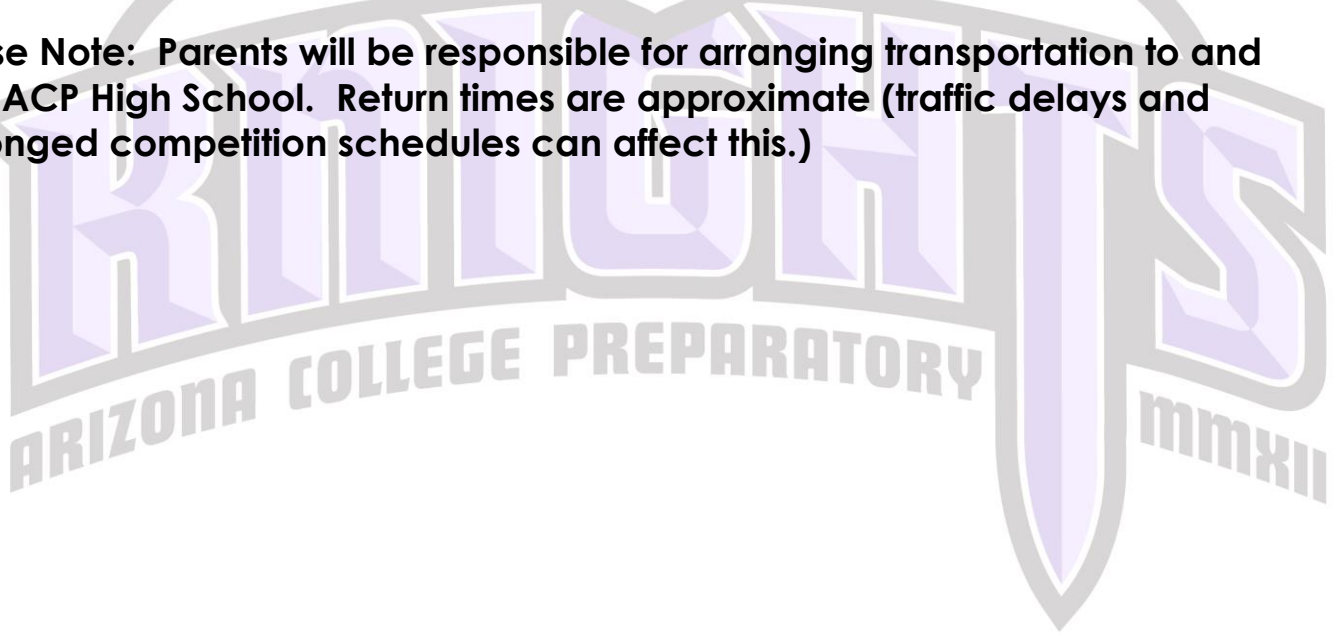 se Note: Parents will be responsible for arranging transportation to and
ACP High School. Return times are approximate (traffic delays and
onged competition schedules can affect this.)
KNIGHTS
ARIZONA COLLEGE PREPARATORY
MMXII